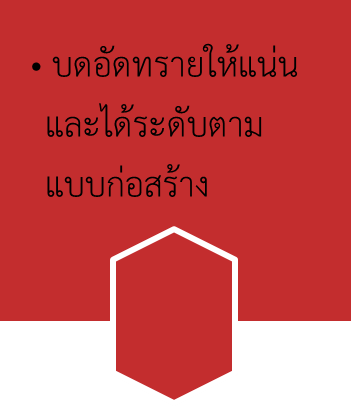 • บดอัดทรายให้แน่น
และได้ระดับตาม
แบบก่อสร้าง